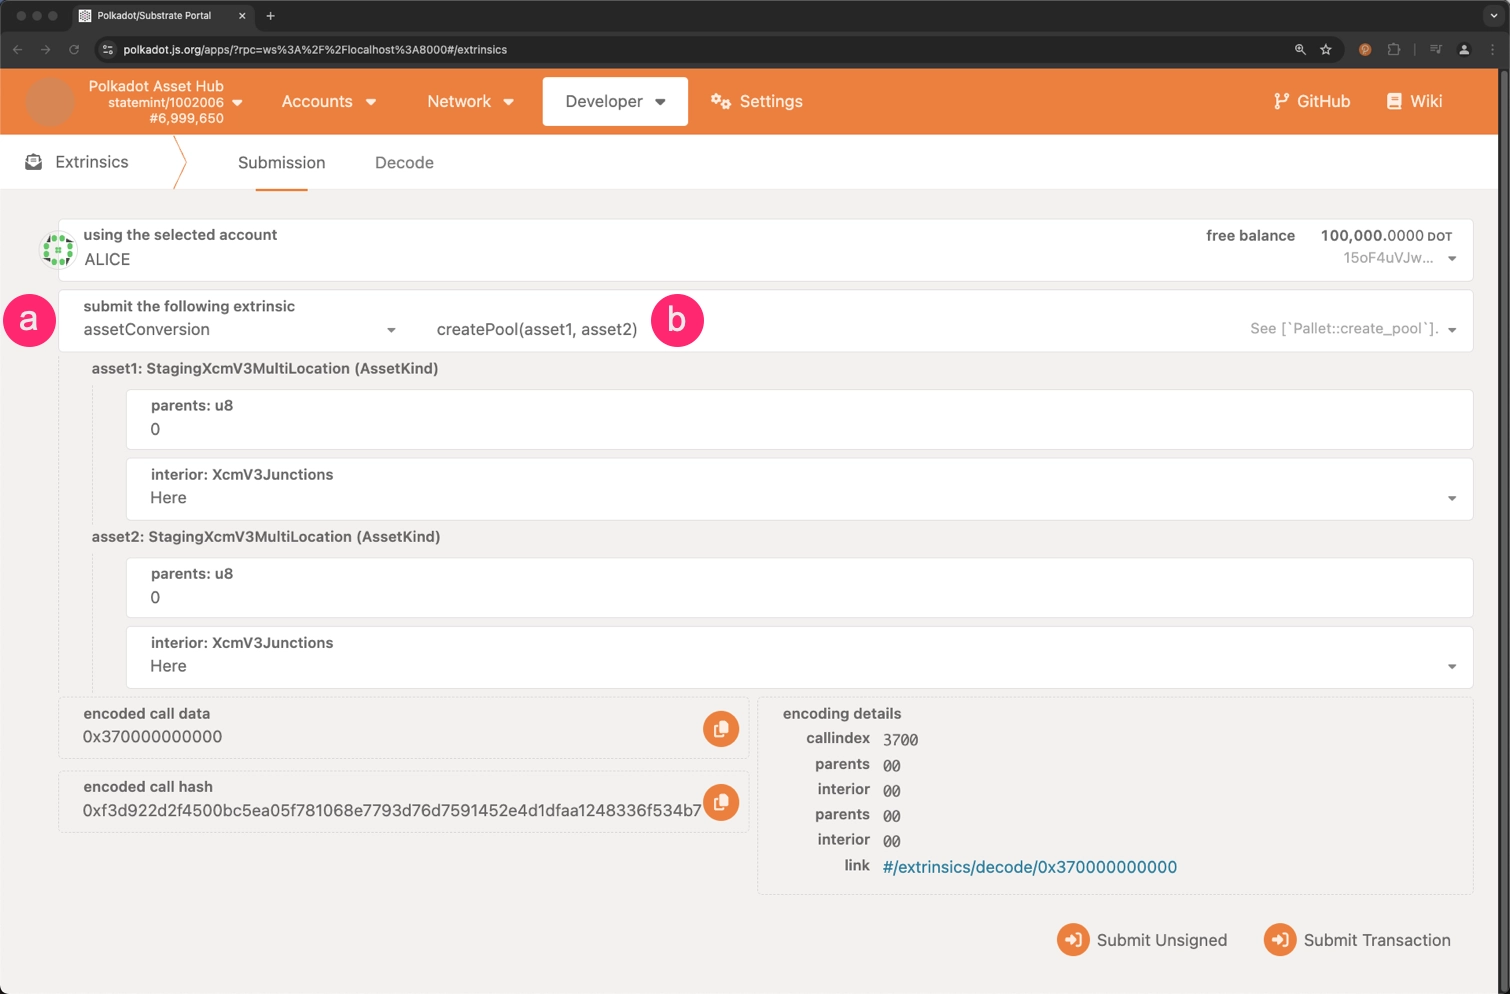 Polkadot/Substrate Portal
polkadot.js.org/apps/?rpc=ws%3A%2F%2Flocalhost%3A8000#/extrinsics
Polkadot Asset Hub
statemint/1002006
#6,999,650
Accounts
Network
Developer
Settings
GitHub
Wiki
Extrinsics
Submission
Decode
using the selected account
ALICE
free balance 100,000.0000 DOT
15oF4uVJw...
a
submit the following extrinsic
assetConversion
createPool(asset1, asset2)
b
See [`Pallet::create_pool`].
asset1: StagingXcmV3MultiLocation (AssetKind)
parents: u8
0
interior: XcmV3Junctions
Here
asset2: StagingXcmV3MultiLocation (AssetKind)
parents: u8
0
interior: XcmV3Junctions
Here
encoded call data
0x370000000000
encoded call hash
0xf3d922d2f4500bc5ea05f781068e7793d76d7591452e4d1dfaa1248336f534b7
encoding details
callindex 3700
parents 00
interior 00
parents 00
interior 00
link #/extrinsics/decode/0x370000000000
Submit Unsigned
Submit Transaction